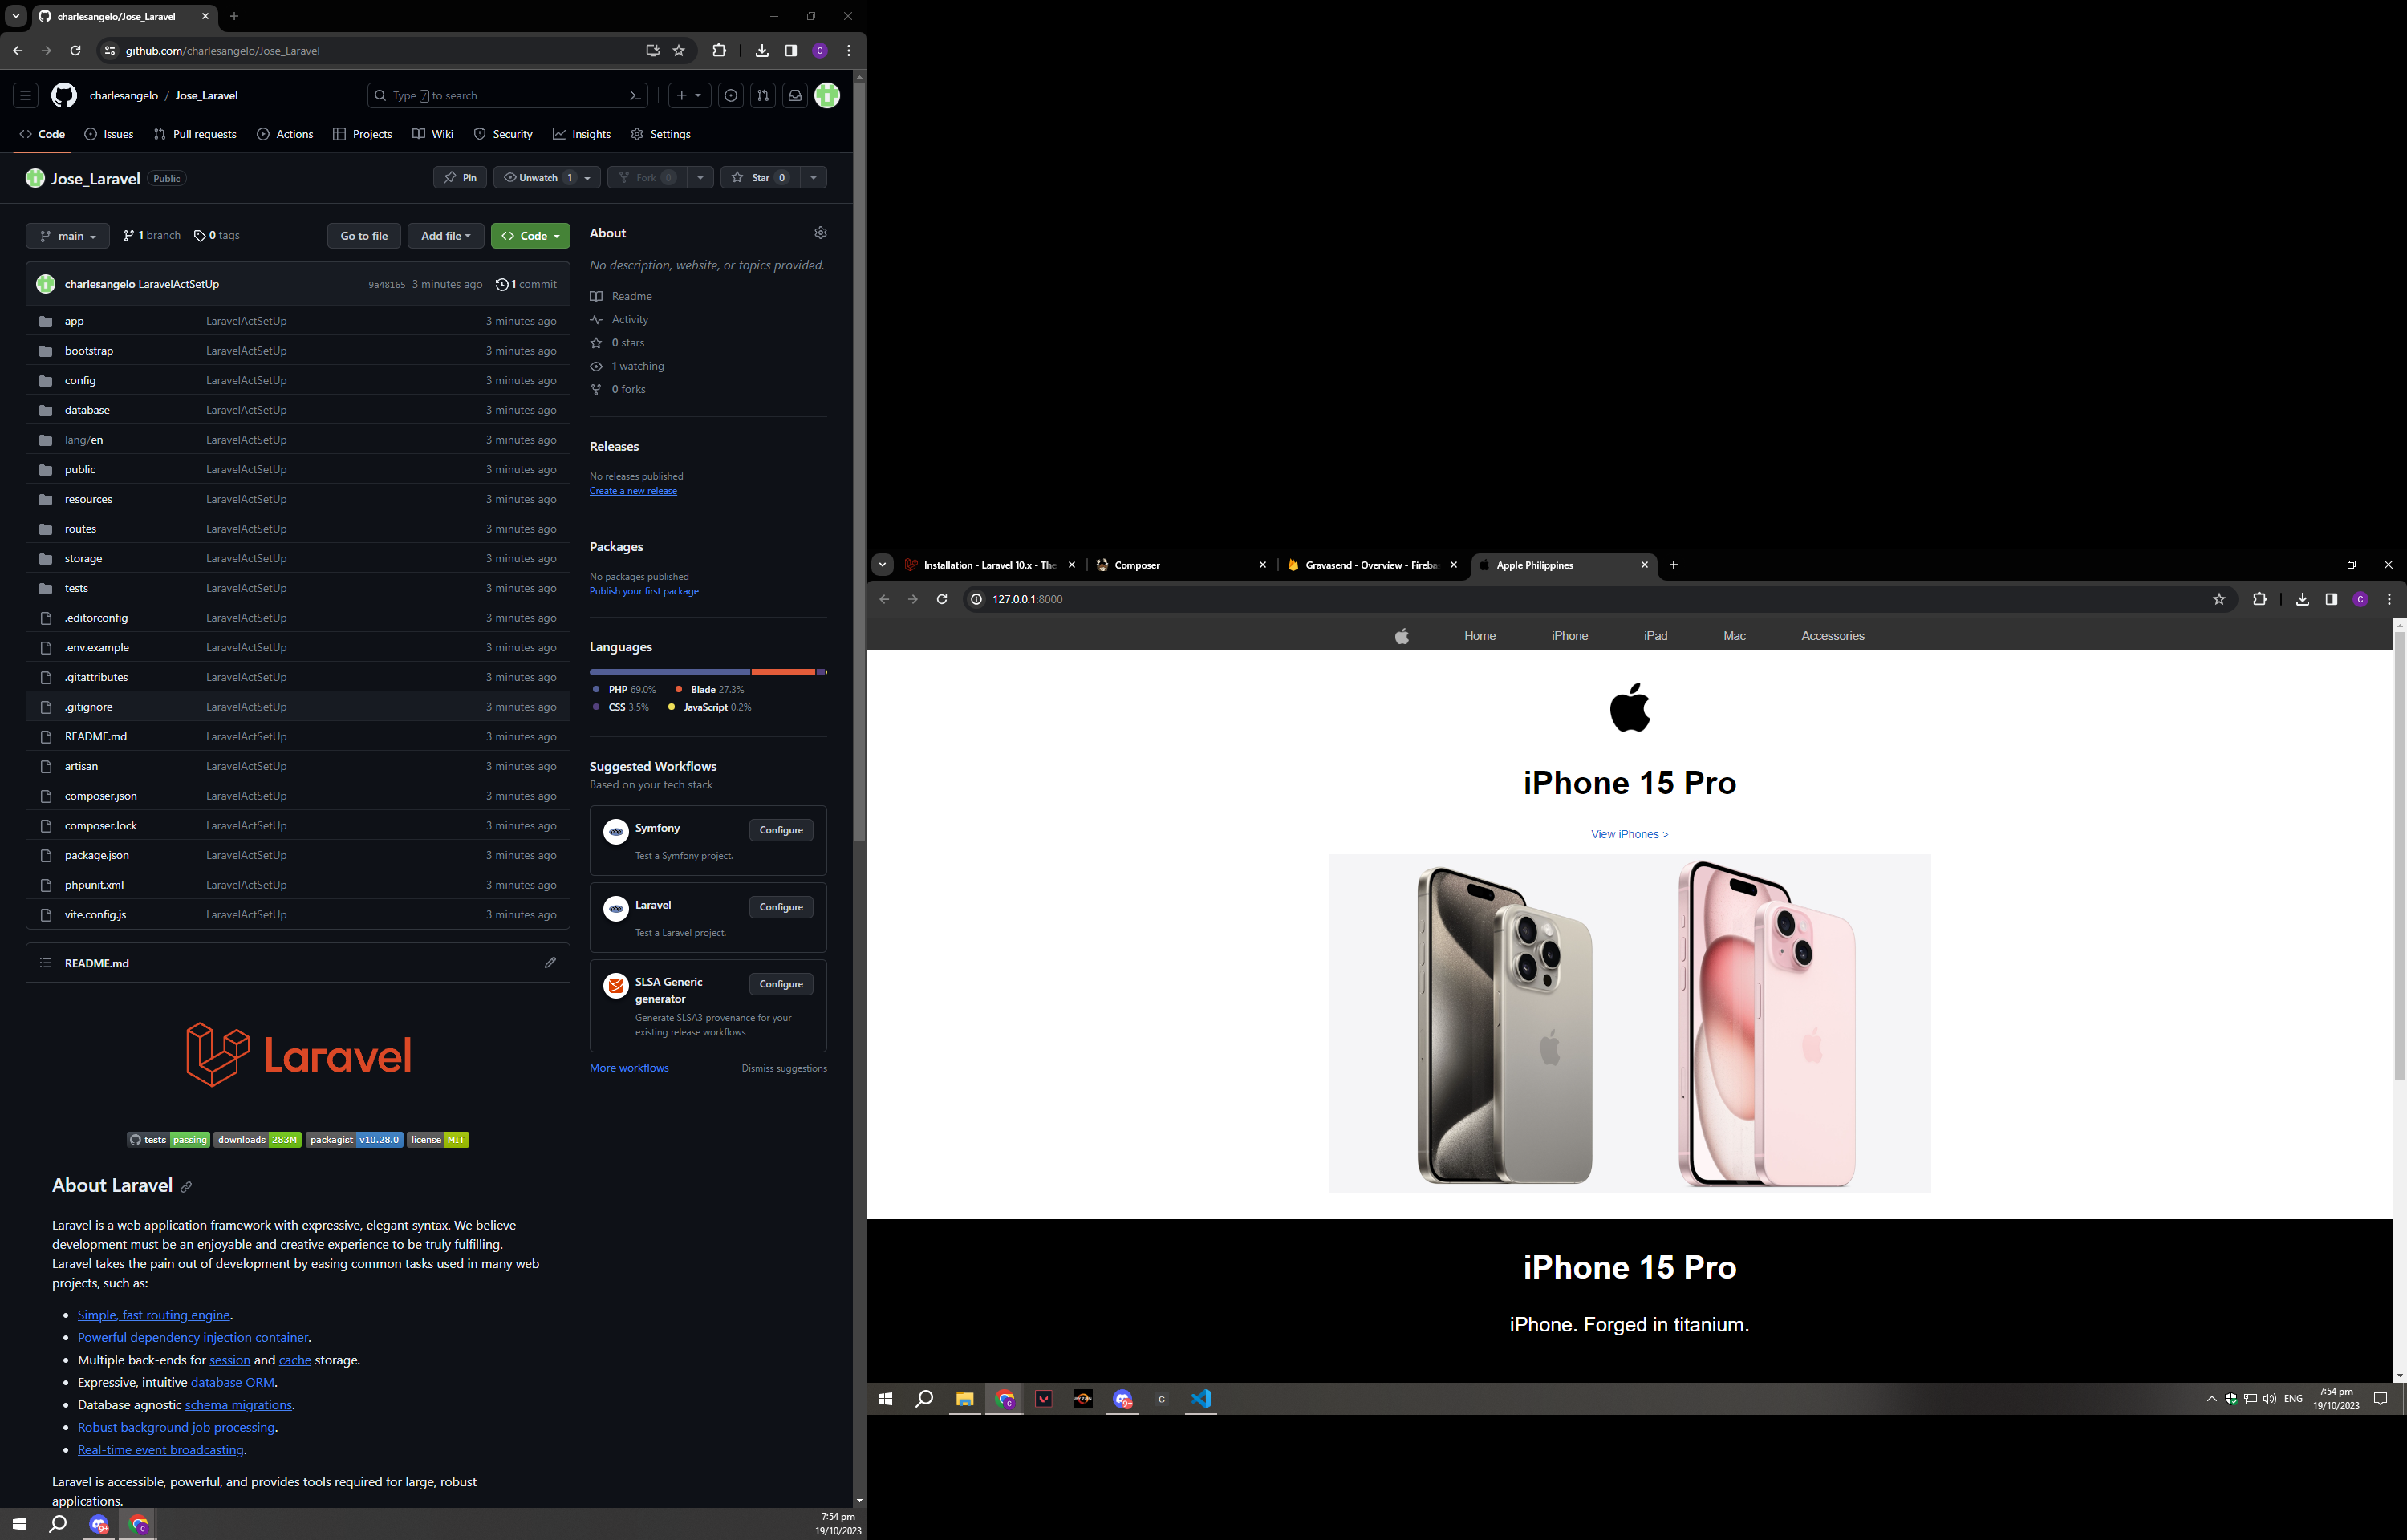 charlesangelo/Jose_Laravel
github.com/charlesangelo/Jose_Laravel
C
charlesangelo / Jose_Laravel
Type / to search
Code Issues Pull requests Actions Projects Wiki Security Insights Settings
Jose_Laravel Public
Pin Unwatch 1 Fork 0 Star 0
main 1 branch 0 tags Go to file Add file Code
charlesangelo LaravelActSetUp 9a48165 3 minutes ago 1 commit
app LaravelActSetUp 3 minutes ago
bootstrap LaravelActSetUp 3 minutes ago
config LaravelActSetUp 3 minutes ago
database LaravelActSetUp 3 minutes ago
lang/en LaravelActSetUp 3 minutes ago
public LaravelActSetUp 3 minutes ago
resources LaravelActSetUp 3 minutes ago
routes LaravelActSetUp 3 minutes ago
storage LaravelActSetUp 3 minutes ago
tests LaravelActSetUp 3 minutes ago
.editorconfig LaravelActSetUp 3 minutes ago
.env.example LaravelActSetUp 3 minutes ago
.gitattributes LaravelActSetUp 3 minutes ago
.gitignore LaravelActSetUp 3 minutes ago
README.md LaravelActSetUp 3 minutes ago
artisan LaravelActSetUp 3 minutes ago
composer.json LaravelActSetUp 3 minutes ago
composer.lock LaravelActSetUp 3 minutes ago
package.json LaravelActSetUp 3 minutes ago
phpunit.xml LaravelActSetUp 3 minutes ago
vite.config.js LaravelActSetUp 3 minutes ago
README.md
Laravel
tests passing downloads 283M packagist v10.28.0 license MIT
About Laravel
Laravel is a web application framework with expressive, elegant syntax. We believe
development must be an enjoyable and creative experience to be truly fulfilling.
Laravel takes the pain out of development by easing common tasks used in many web
projects, such as:
Simple, fast routing engine.
Powerful dependency injection container.
Multiple back-ends for session and cache storage.
Expressive, intuitive database ORM.
Database agnostic schema migrations.
Robust background job processing.
Real-time event broadcasting.
Laravel is accessible, powerful, and provides tools required for large, robust
applications.
About
No description, website, or topics provided.
Readme
Activity
0 stars
1 watching
0 forks
Releases
No releases published
Create a new release
Packages
No packages published
Publish your first package
Languages
PHP 69.0% Blade 27.3%
CSS 3.5% JavaScript 0.2%
Suggested Workflows
Based on your tech stack
Symfony Configure
Test a Symfony project.
Laravel Configure
Test a Laravel project.
SLSA Generic
generator Configure
Generate SLSA3 provenance for your
existing release workflows
More workflows Dismiss suggestions
9+
C
7:54 pm
19/10/2023
Installation - Laravel 10.x - The Composer Gravasend - Overview - Fireba Apple Philippines
127.0.0.1:8000
C
Home iPhone iPad Mac Accessories
iPhone 15 Pro
View iPhones >
iPhone 15 Pro
iPhone. Forged in titanium.
C
9+
C
ENG
7:54 pm
19/10/2023